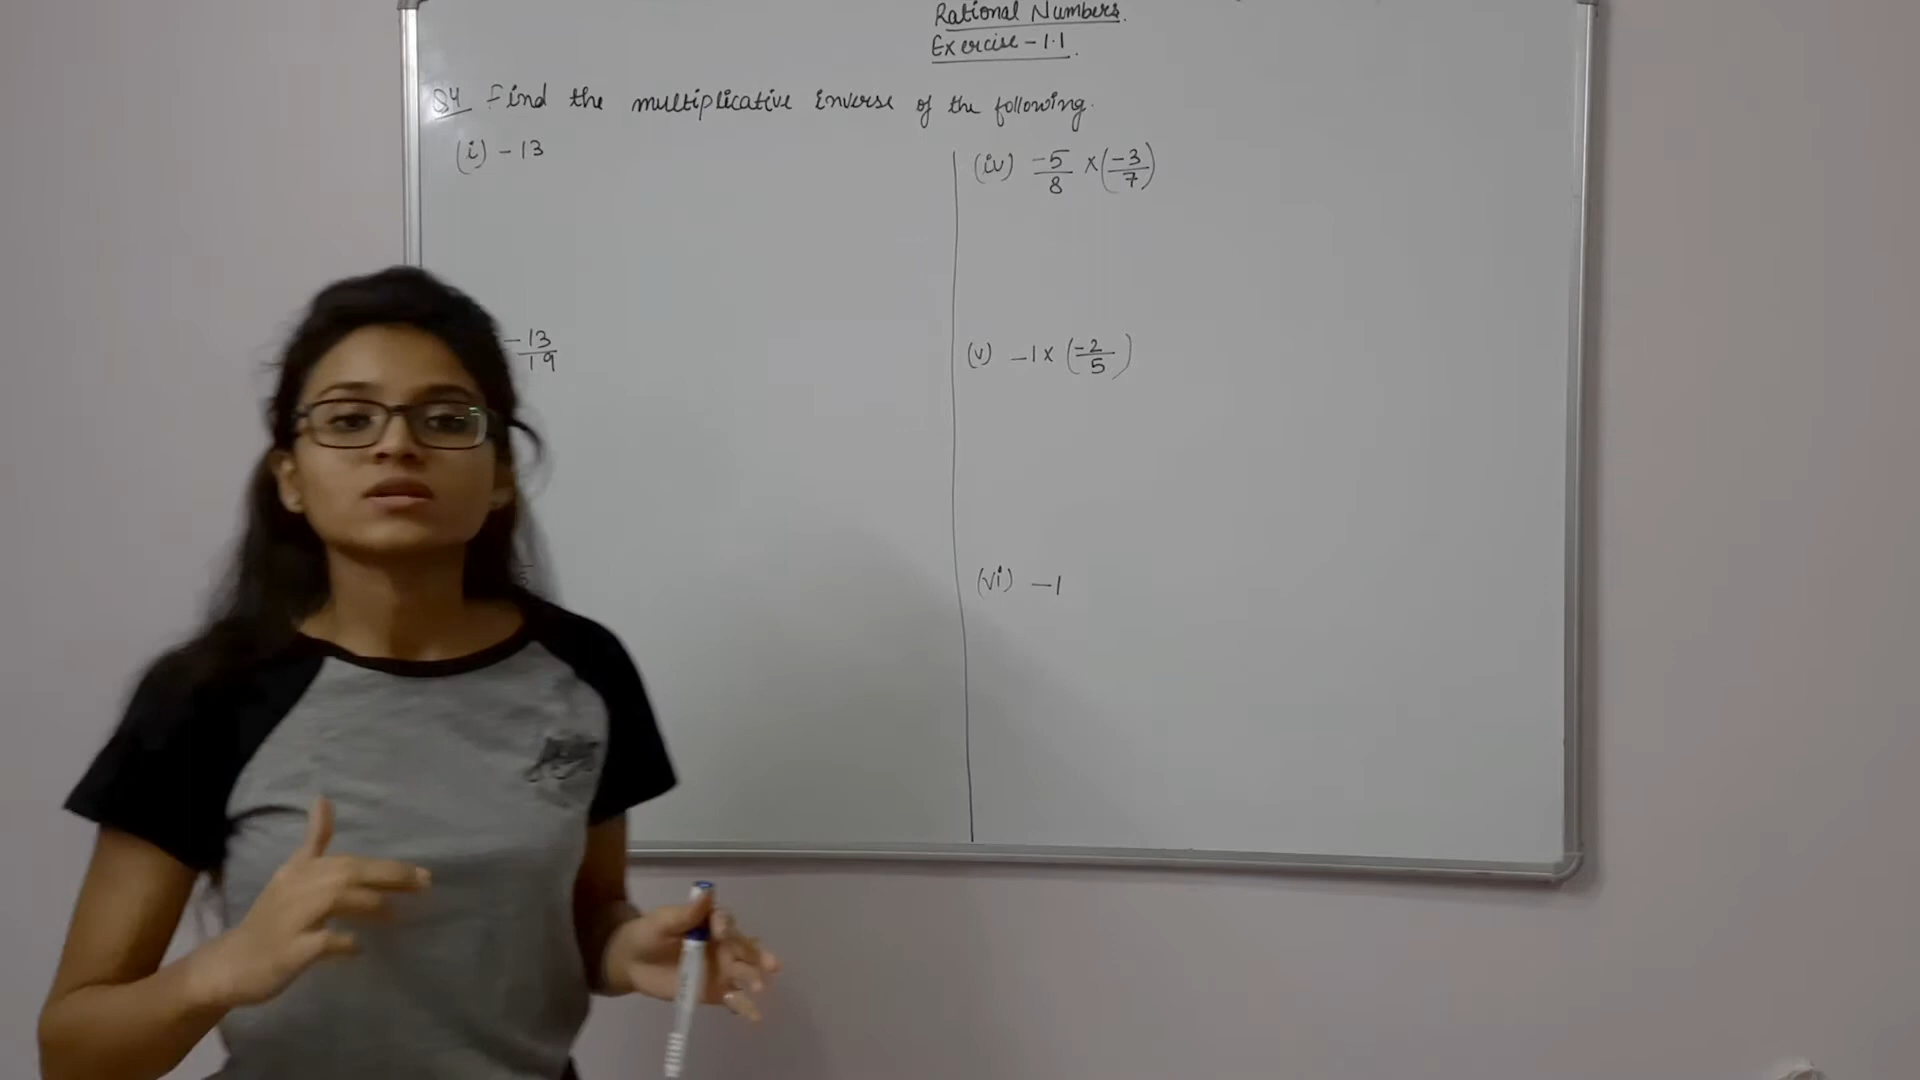 Rational Numbers.
Exercise - 1.1.
Q4 Find the multiplicative inverse of the following.
(i) -13
-13/19
5
(iv) -5/8 × (-3/7)
(v) -1 × (-2/5)
(vi) -1